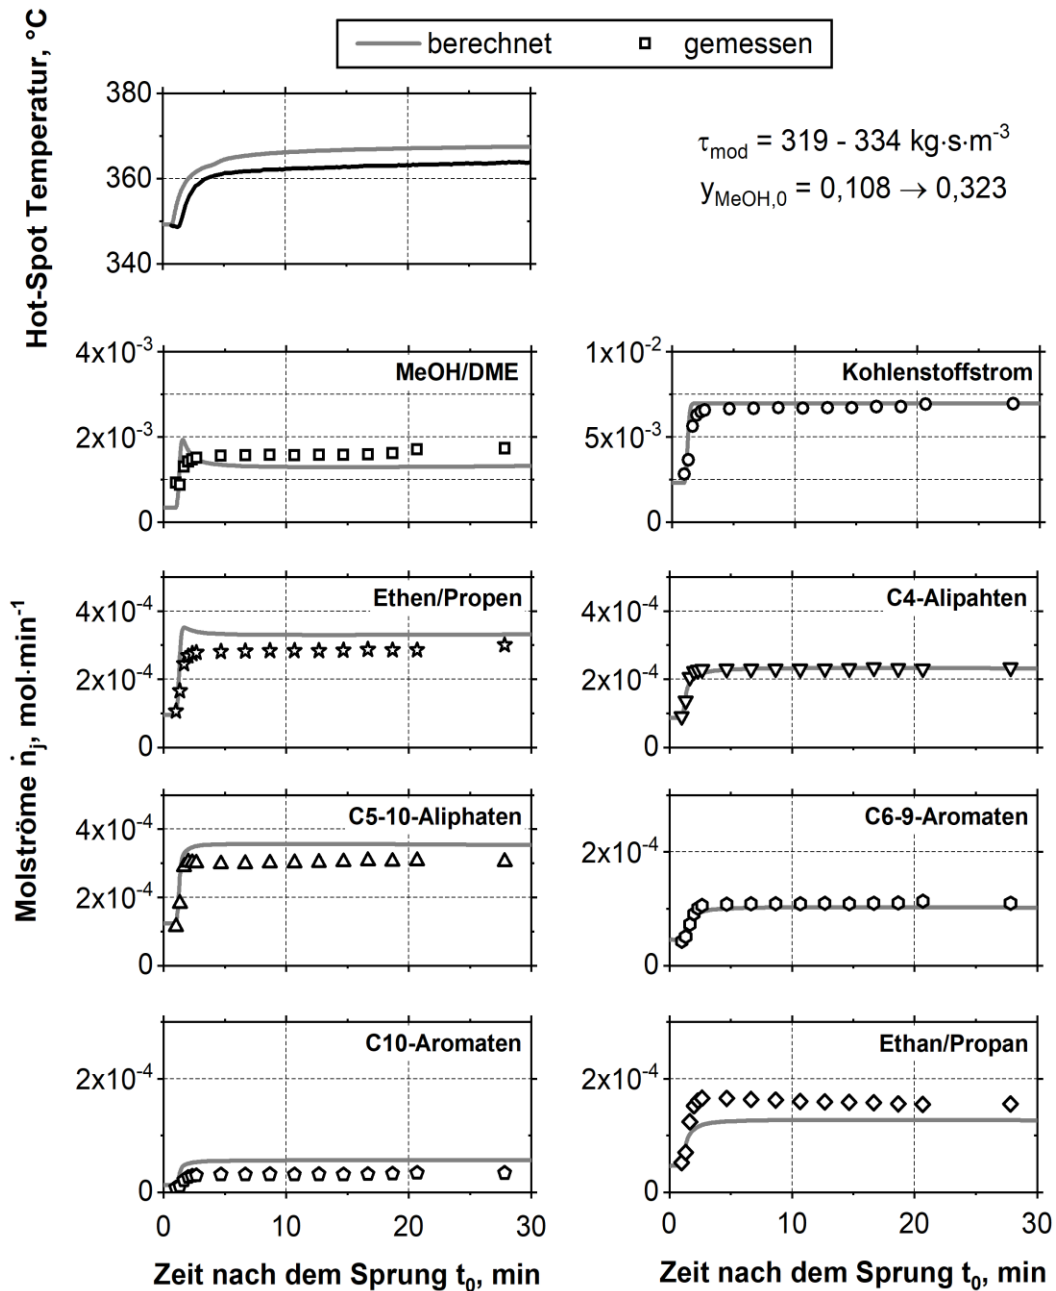 berechnet gemessen
Hot-Spot Temperatur, °C
380
360
340
τmod = 319 - 334 kg·s·m-3
yMeOH,0 = 0,108 → 0,323
Molströme ṅj, mol·min-1
4x10-3
2x10-3
0
MeOH/DME
1x10-2
5x10-3
0
Kohlenstoffstrom
4x10-4
2x10-4
0
Ethen/Propen
4x10-4
2x10-4
0
C4-Alipahten
4x10-4
2x10-4
0
C5-10-Aliphaten
2x10-4
0
C6-9-Aromaten
2x10-4
0
C10-Aromaten
2x10-4
0
Ethan/Propan
0 10 20 30
0 10 20 30
Zeit nach dem Sprung t0, min
Zeit nach dem Sprung t0, min